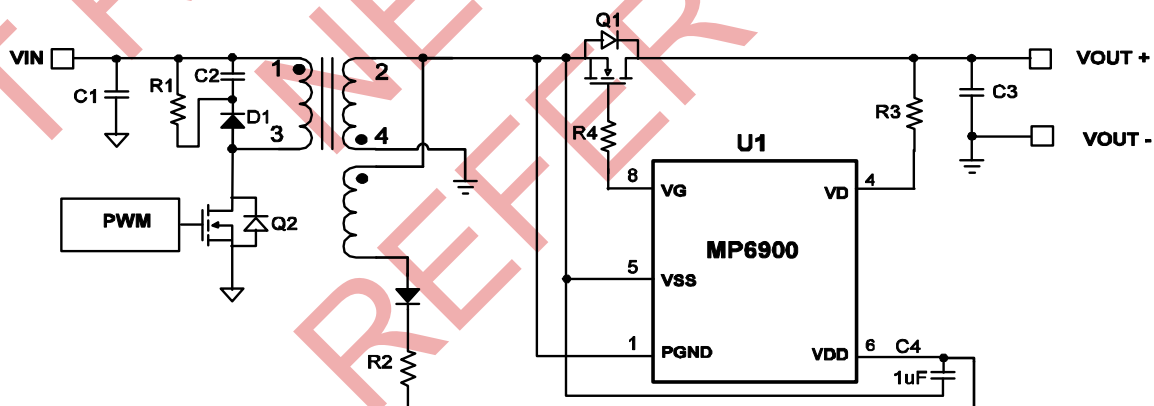 VIN
C1
R1
C2
D1
1
3
2
4
PWM
Q2
R2
Q1
R4
U1
R3
C3
VOUT +
VOUT -
8
VG
VD
4
MP6900
5
VSS
1
PGND
VDD
6
C4
1uF
REFER